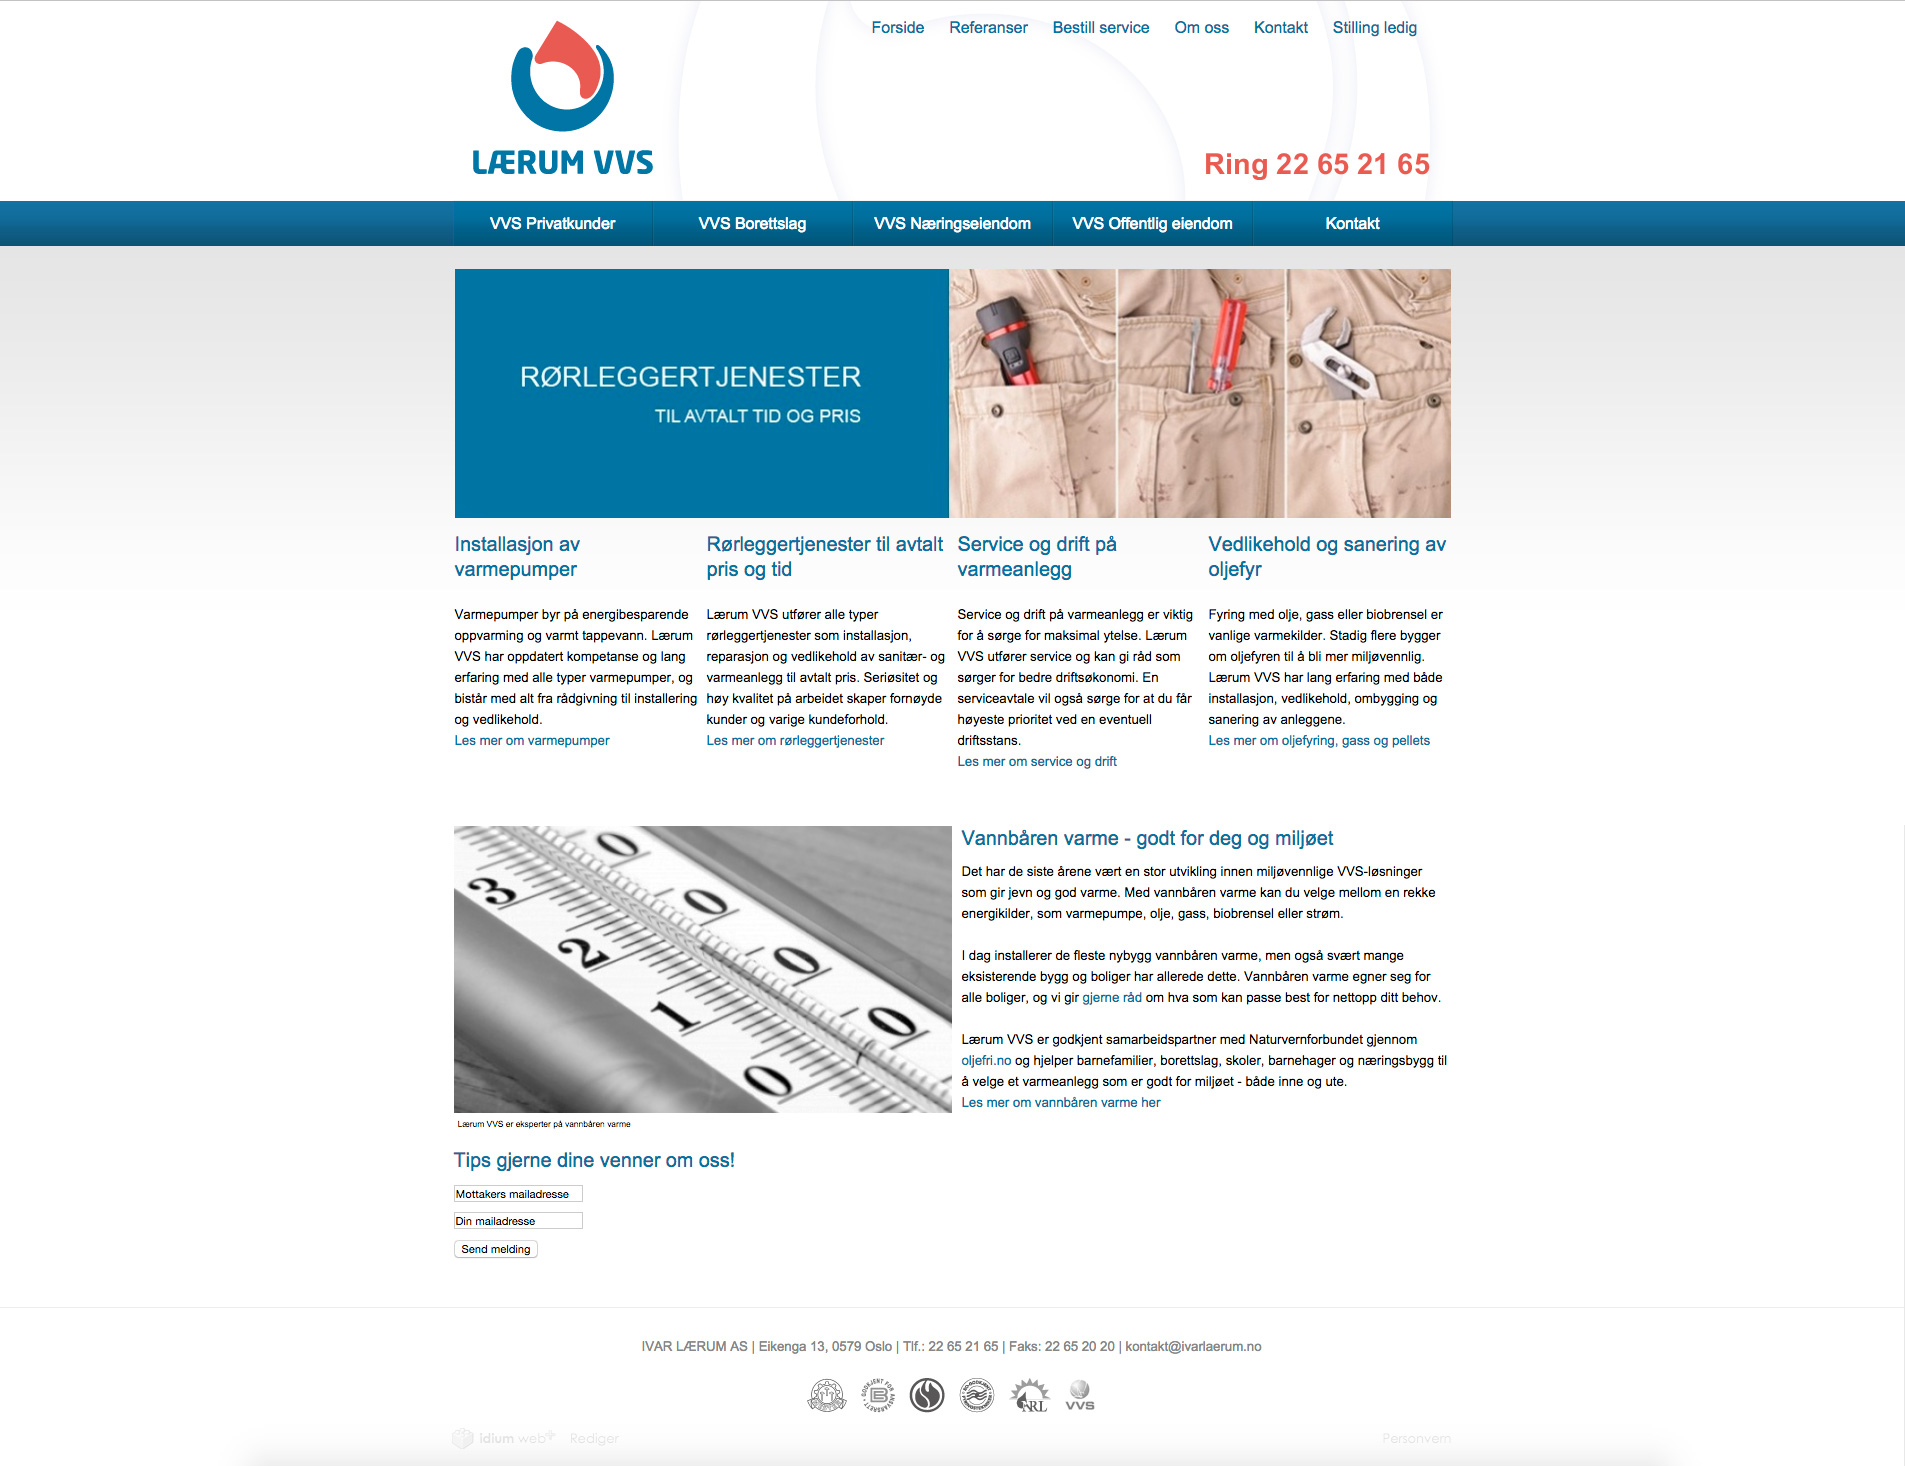 Forside Referanser Bestill service Om oss Kontakt Stilling ledig
LÆRUM VVS
Ring 22 65 21 65
VVS Privatkunder VVS Borettslag VVS Næringseiendom VVS Offentlig eiendom Kontakt
RØRLEGGERTJENESTER
TIL AVTALT TID OG PRIS
Installasjon av
varmepumper
Varmepumper byr på energibesparende
oppvarming og varmt tappevann. Lærum
VVS har oppdatert kompetanse og lang
erfaring med alle typer varmepumper, og
bistår med alt fra rådgivning til installering
og vedlikehold.
Les mer om varmepumper
Rørleggertjenester til avtalt
pris og tid
Lærum VVS utfører alle typer
rørleggertjenester som installasjon,
reparasjon og vedlikehold av sanitær- og
varmeanlegg til avtalt pris. Seriøsitet og
høy kvalitet på arbeidet skaper fornøyde
kunder og varige kundeforhold.
Les mer om rørleggertjenester
Service og drift på
varmeanlegg
Service og drift på varmeanlegg er viktig
for å sørge for maksimal ytelse. Lærum
VVS utfører service og kan gi råd som
sørger for bedre driftsøkonomi. En
serviceavtale vil også sørge for at du får
høyeste prioritet ved en eventuell
driftsstans.
Les mer om service og drift
Vedlikehold og sanering av
oljefyr
Fyring med olje, gass eller biobrensel er
vanlige varmekilder. Stadig flere bygger
om oljefyren til å bli mer miljøvennlig.
Lærum VVS har lang erfaring med både
installasjon, vedlikehold, ombygging og
sanering av anleggene.
Les mer om oljefyring, gass og pellets
3 0
2 0
1 0
0 0
Lærum VVS er eksperter på vannbåren varme
Vannbåren varme - godt for deg og miljøet
Det har de siste årene vært en stor utvikling innen miljøvennlige VVS-løsninger
som gir jevn og god varme. Med vannbåren varme kan du velge mellom en rekke
energikilder, som varmepumpe, olje, gass, biobrensel eller strøm.
I dag installerer de fleste nybygg vannbåren varme, men også svært mange
eksisterende bygg og boliger har allerede dette. Vannbåren varme egner seg for
alle boliger, og vi gir gjerne råd om hva som kan passe best for nettopp ditt behov.
Lærum VVS er godkjent samarbeidspartner med Naturvernforbundet gjennom
oljefri.no og hjelper barnefamilier, borettslag, skoler, barnehager og næringsbygg til
å velge et varmeanlegg som er godt for miljøet - både inne og ute.
Les mer om vannbåren varme her
Tips gjerne dine venner om oss!
Mottakers mailadresse
Din mailadresse
Send melding
IVAR LÆRUM AS | Eikenga 13, 0579 Oslo | Tlf.: 22 65 21 65 | Faks: 22 65 20 20 | kontakt@ivarlaerum.no
GODKJENT FOR ANSVARSRETT B
ARL
VVS
idium web+ Rediger
Personvern